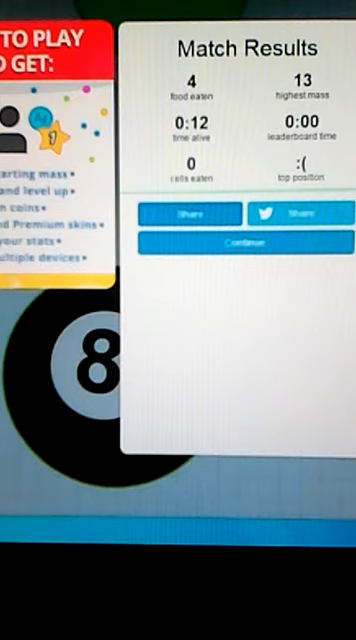 TO PLAY
O GET:
arting mass•
and level up•
h coins•
nd Premium skins•
your stats•
ultiple devices•
Match Results
4
food eaten
13
highest mass
0:12
time alive
0:00
leaderboard time
0
cells eaten
:(
top position
Share
Share
Continue
8